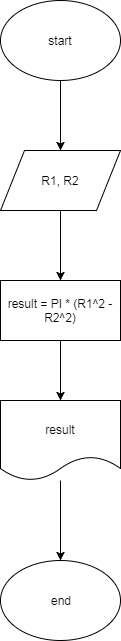 start
R1, R2
result = PI * (R1^2 -
R2^2)
result
end